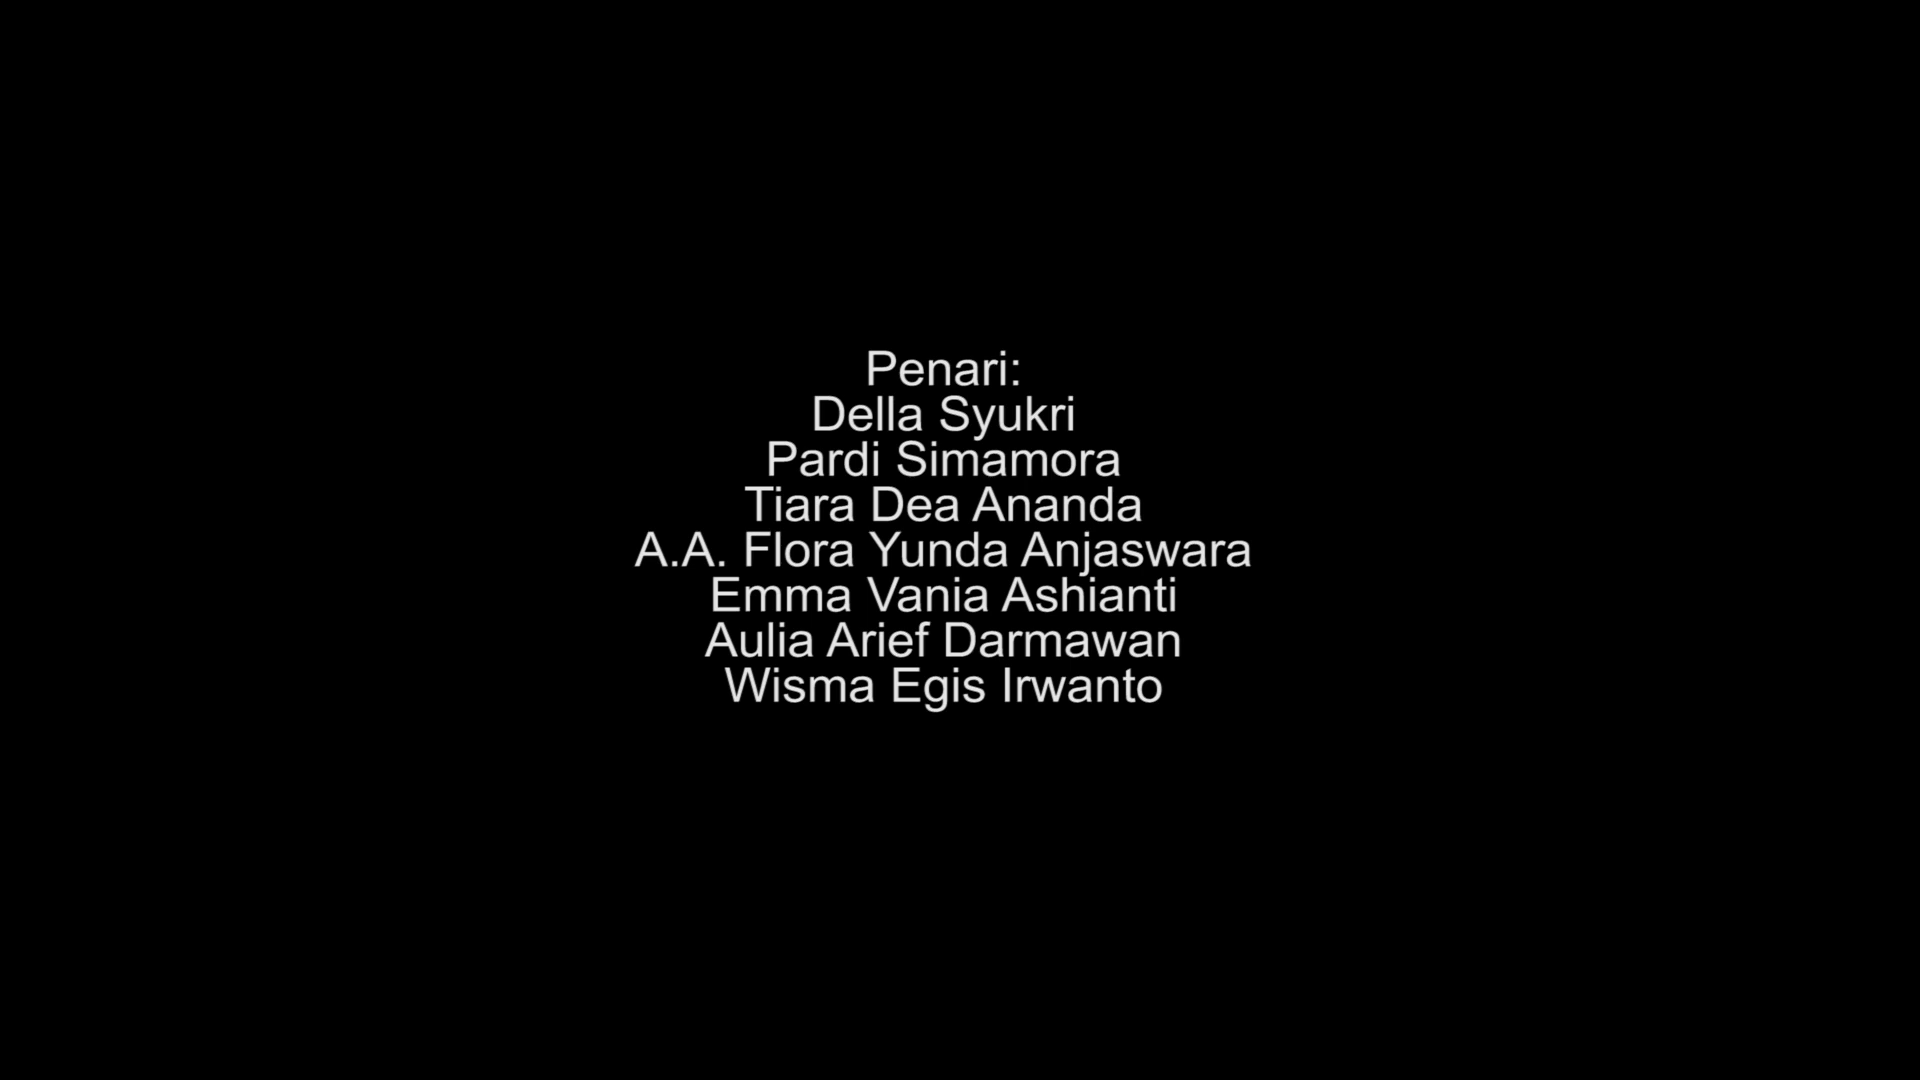 Penari:
Della Syukri
Pardi Simamora
Tiara Dea Ananda
A.A. Flora Yunda Anjaswara
Emma Vania Ashianti
Aulia Arief Darmawan
Wisma Egis Irwanto